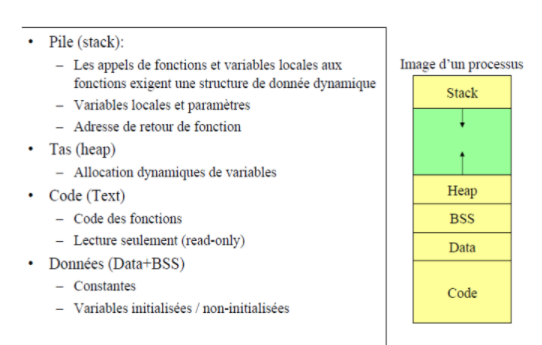 • Pile (stack):
– Les appels de fonctions et variables locales aux
fonctions exigent une structure de donnée dynamique
– Variables locales et paramètres
– Adresse de retour de fonction
• Tas (heap)
– Allocation dynamiques de variables
• Code (Text)
– Code des fonctions
– Lecture seulement (read-only)
• Données (Data+BSS)
– Constantes
– Variables initialisées / non-initialisées
Image d'un processus
Stack
Heap
BSS
Data
Code